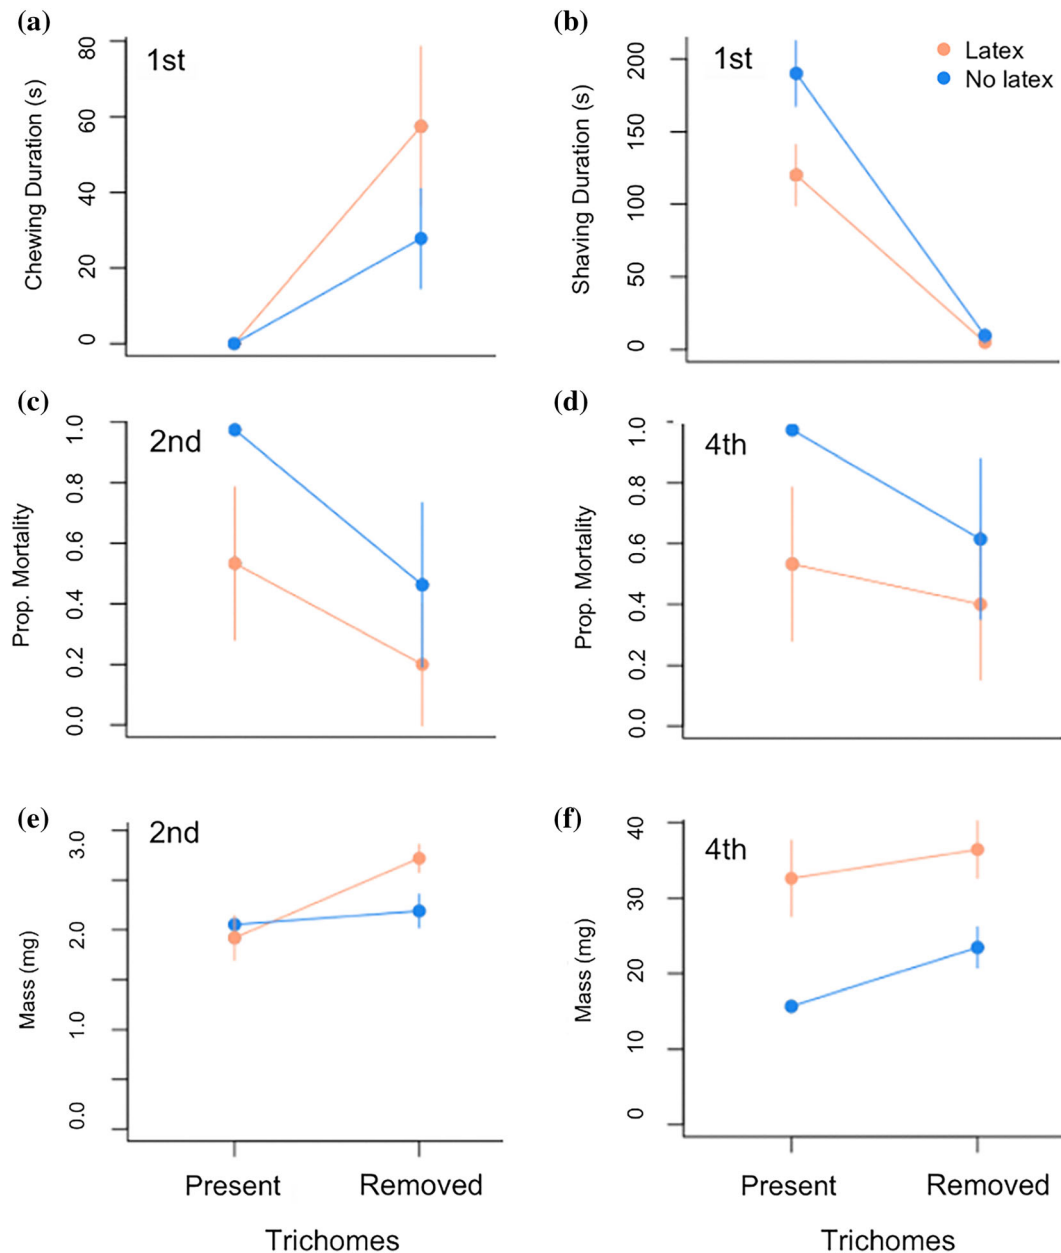 (a)
1st
Chewing Duration (s)
80
60
40
20
0
(b)
1st
Latex
No latex
Shaving Duration (s)
200
150
100
50
0
(c)
2nd
Prop. Mortality
1.0
0.8
0.6
0.4
0.2
0.0
(d)
4th
Prop. Mortality
1.0
0.8
0.6
0.4
0.2
0.0
(e)
2nd
Mass (mg)
3.0
2.0
1.0
0.0
Present
Removed
Trichomes
(f)
4th
Mass (mg)
40
30
20
10
0
Present
Removed
Trichomes